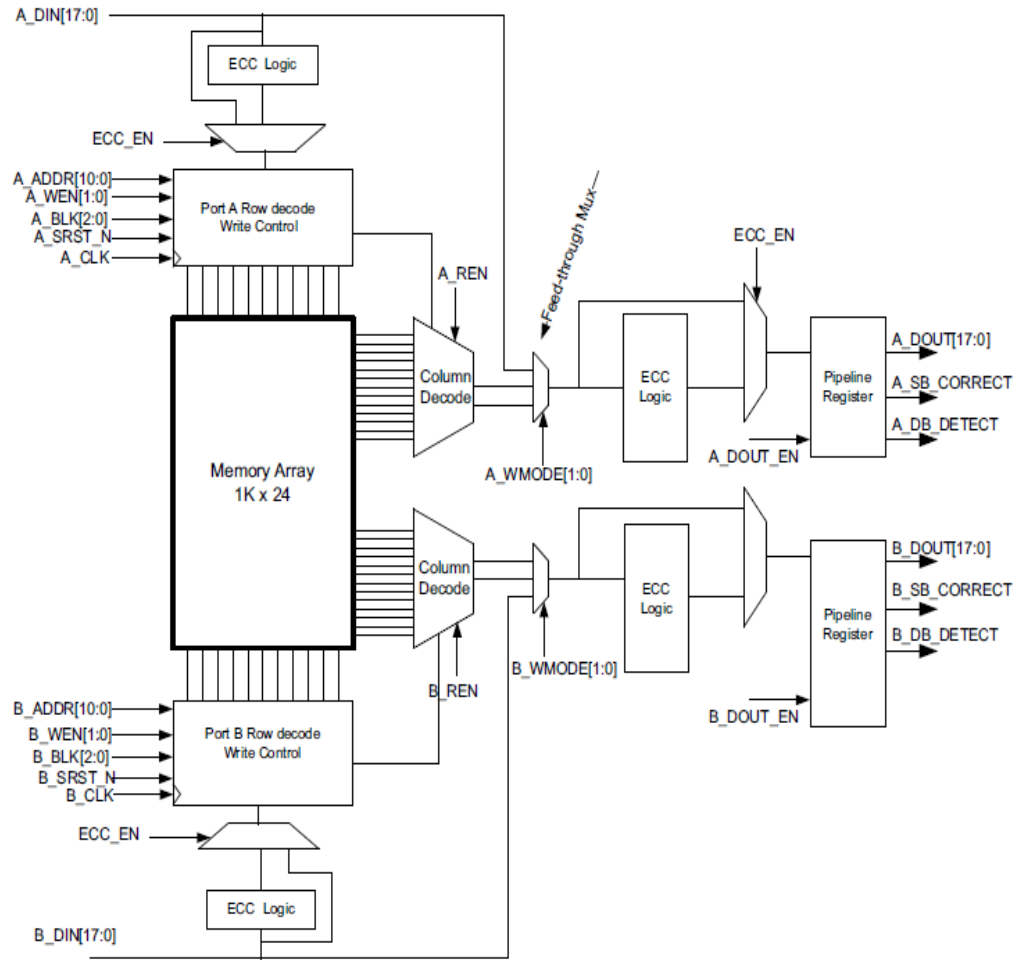 A_DIN[17:0]
ECC Logic
ECC_EN
A_ADDR[10:0]
A_WEN[1:0]
A_BLK[2:0]
A_SRST_N
A_CLK
Port A Row decode
Write Control
A_REN
Feed-through Mux
ECC_EN
Column
Decode
ECC
Logic
Pipeline
Register
A_DOUT[17:0]
A_SB_CORRECT
A_DB_DETECT
A_DOUT_EN
A_WMODE[1:0]
Memory Array
1K x 24
Column
Decode
ECC
Logic
Pipeline
Register
B_DOUT[17:0]
B_SB_CORRECT
B_DB_DETECT
B_WMODE[1:0]
B_REN
B_DOUT_EN
B_ADDR[10:0]
B_WEN[1:0]
B_BLK[2:0]
B_SRST_N
B_CLK
Port B Row decode
Write Control
ECC_EN
ECC Logic
B_DIN[17:0]